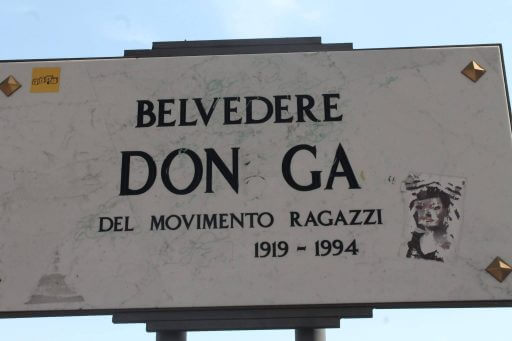 BELVEDERE
DON GA
DEL MOVIMENTO RAGAZZI
1919 - 1994